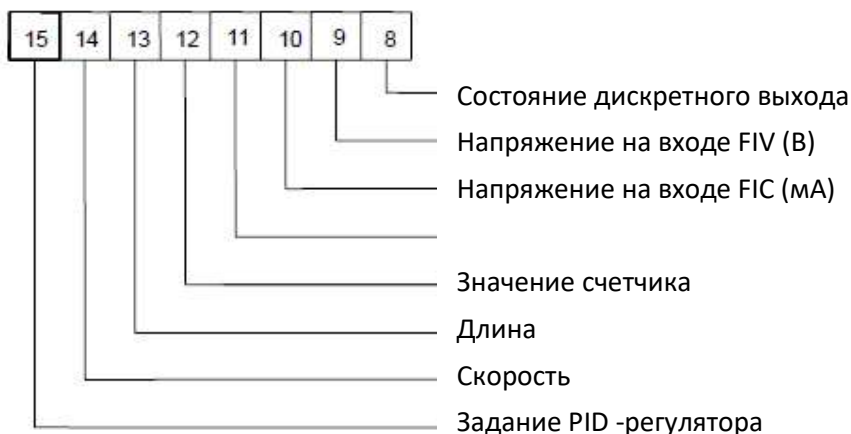 15 14 13 12 11 10 9 8
Состояние дискретного выхода
Напряжение на входе FIV (В)
Напряжение на входе FIC (мА)
Значение счетчика
Длина
Скорость
Задание PID -регулятора